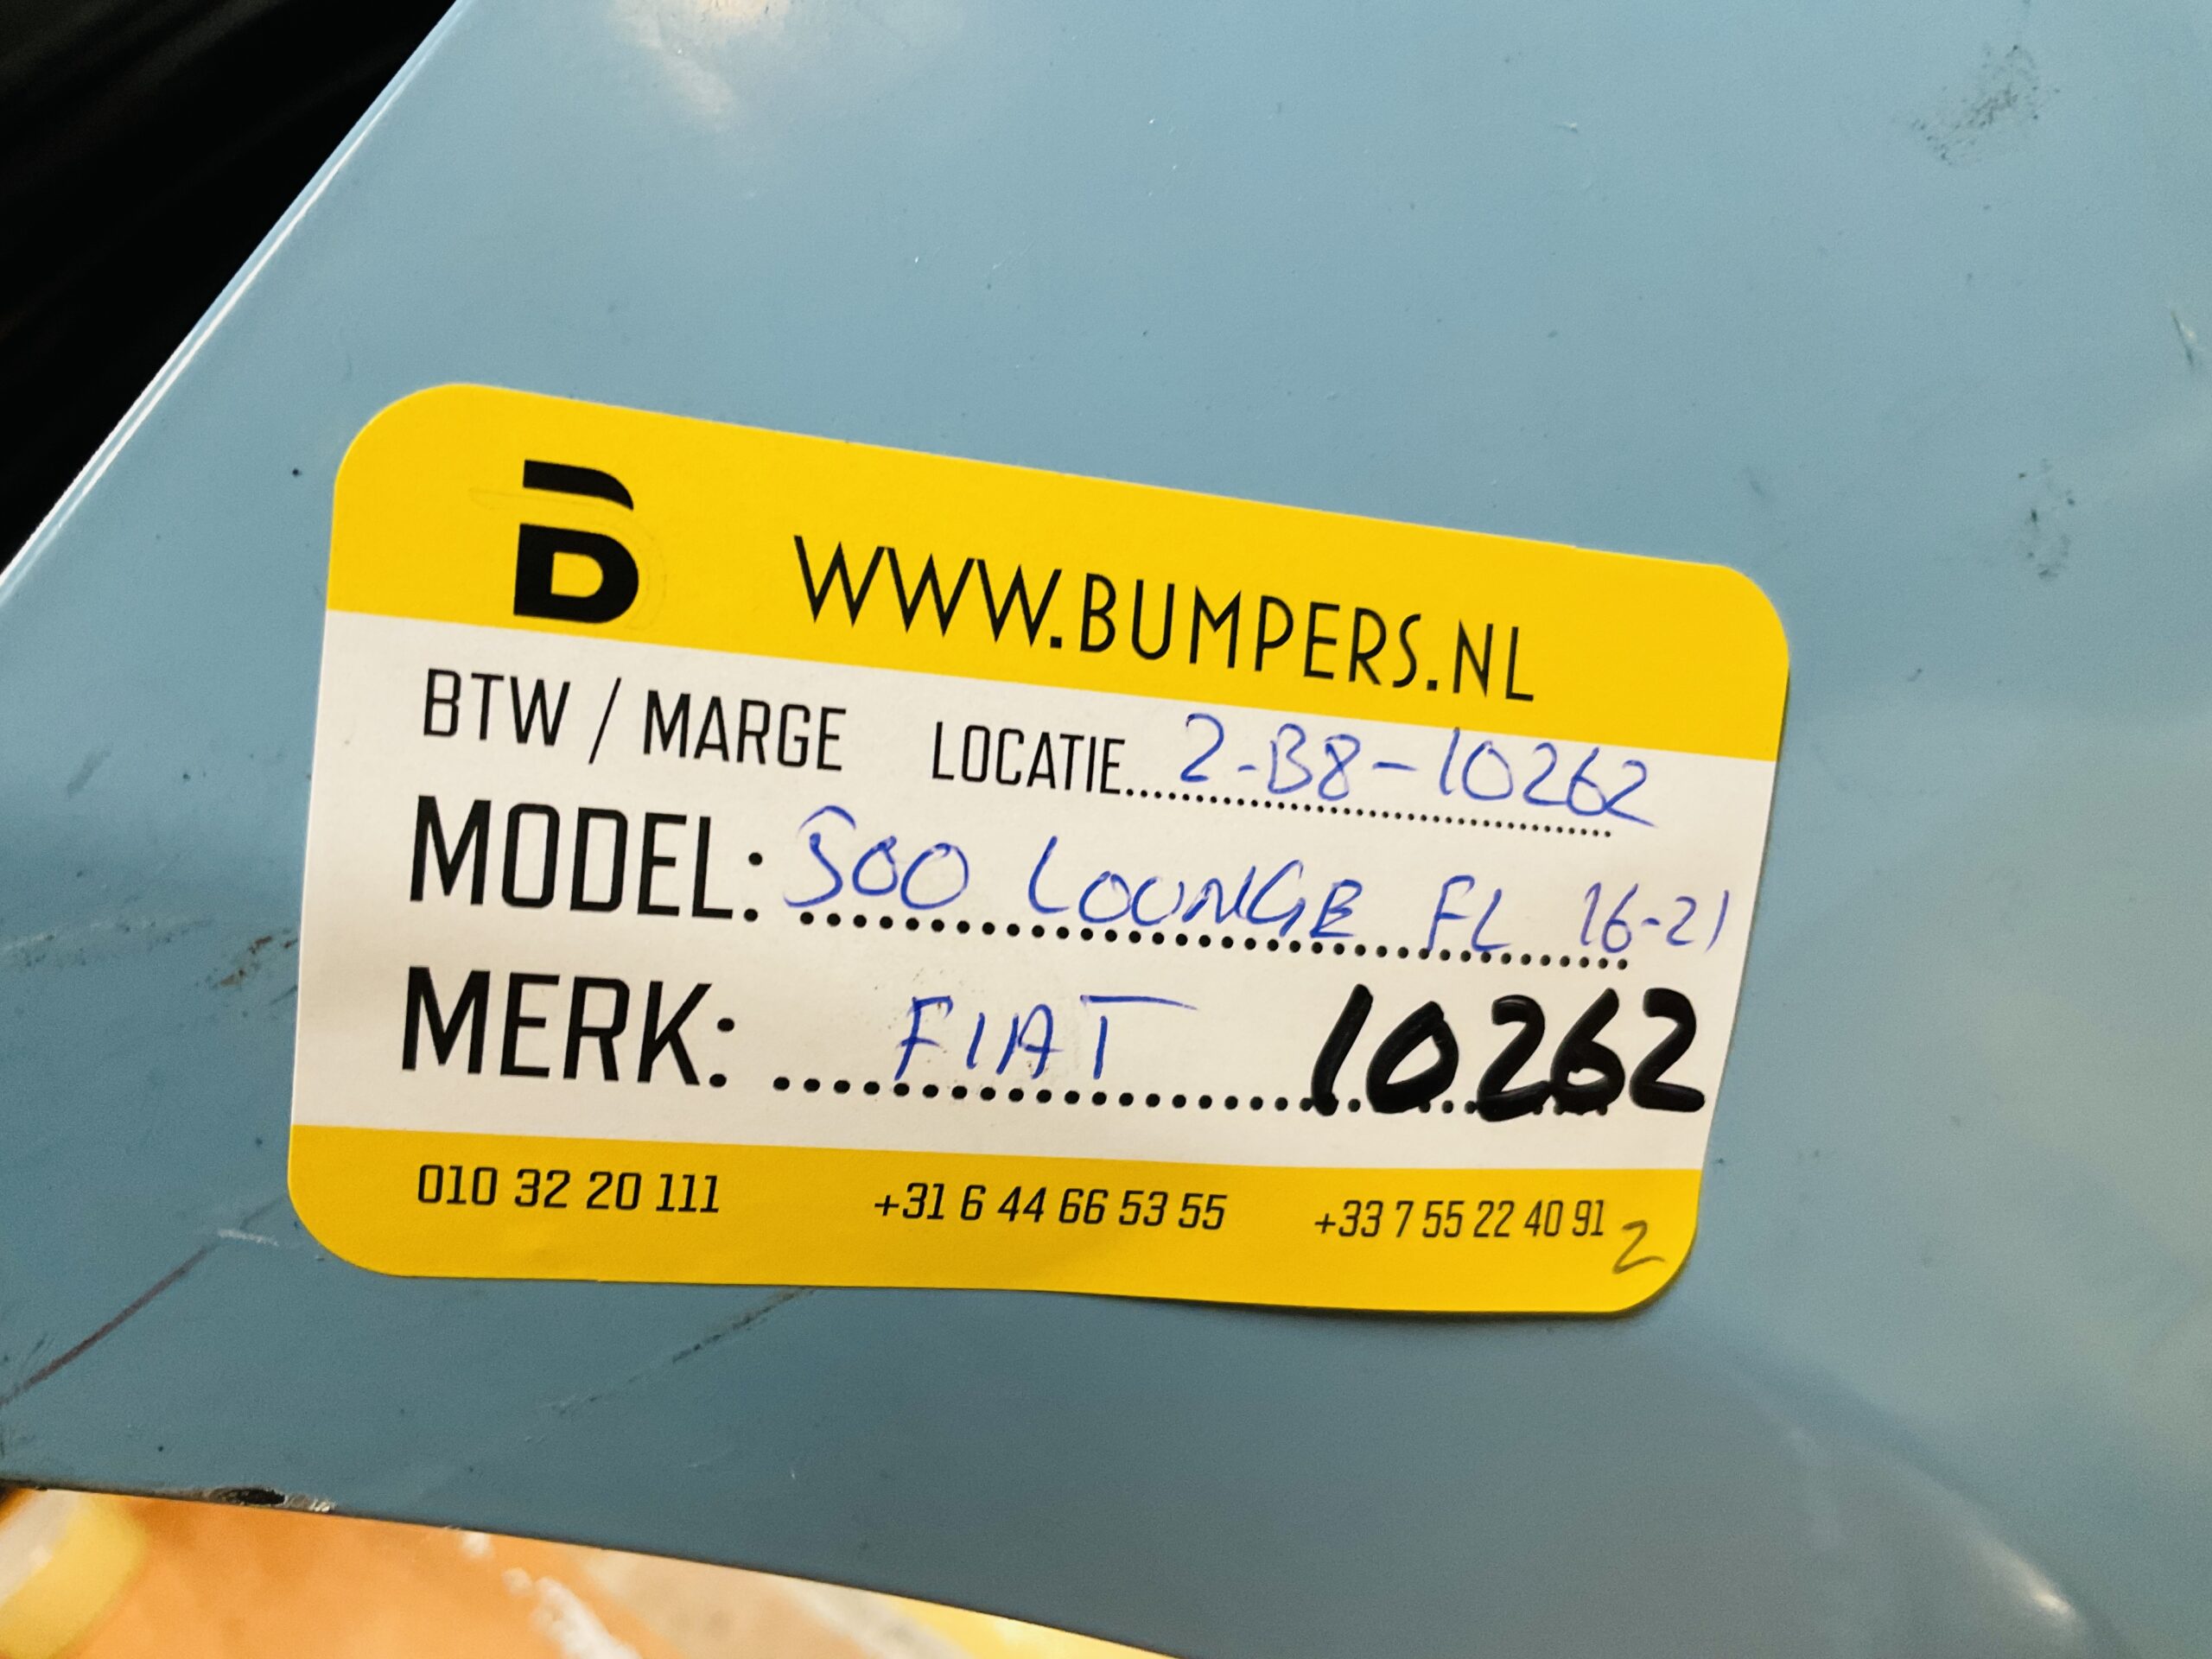 B WWW.BUMPERS.NL
BTW / MARGE LOCATIE 2-B8-10262
MODEL: 500 LOUNGE FL 16-21
MERK: FIAT 10262
010 32 20 111 +31 6 44 66 53 55 +33 7 55 22 40 91 2